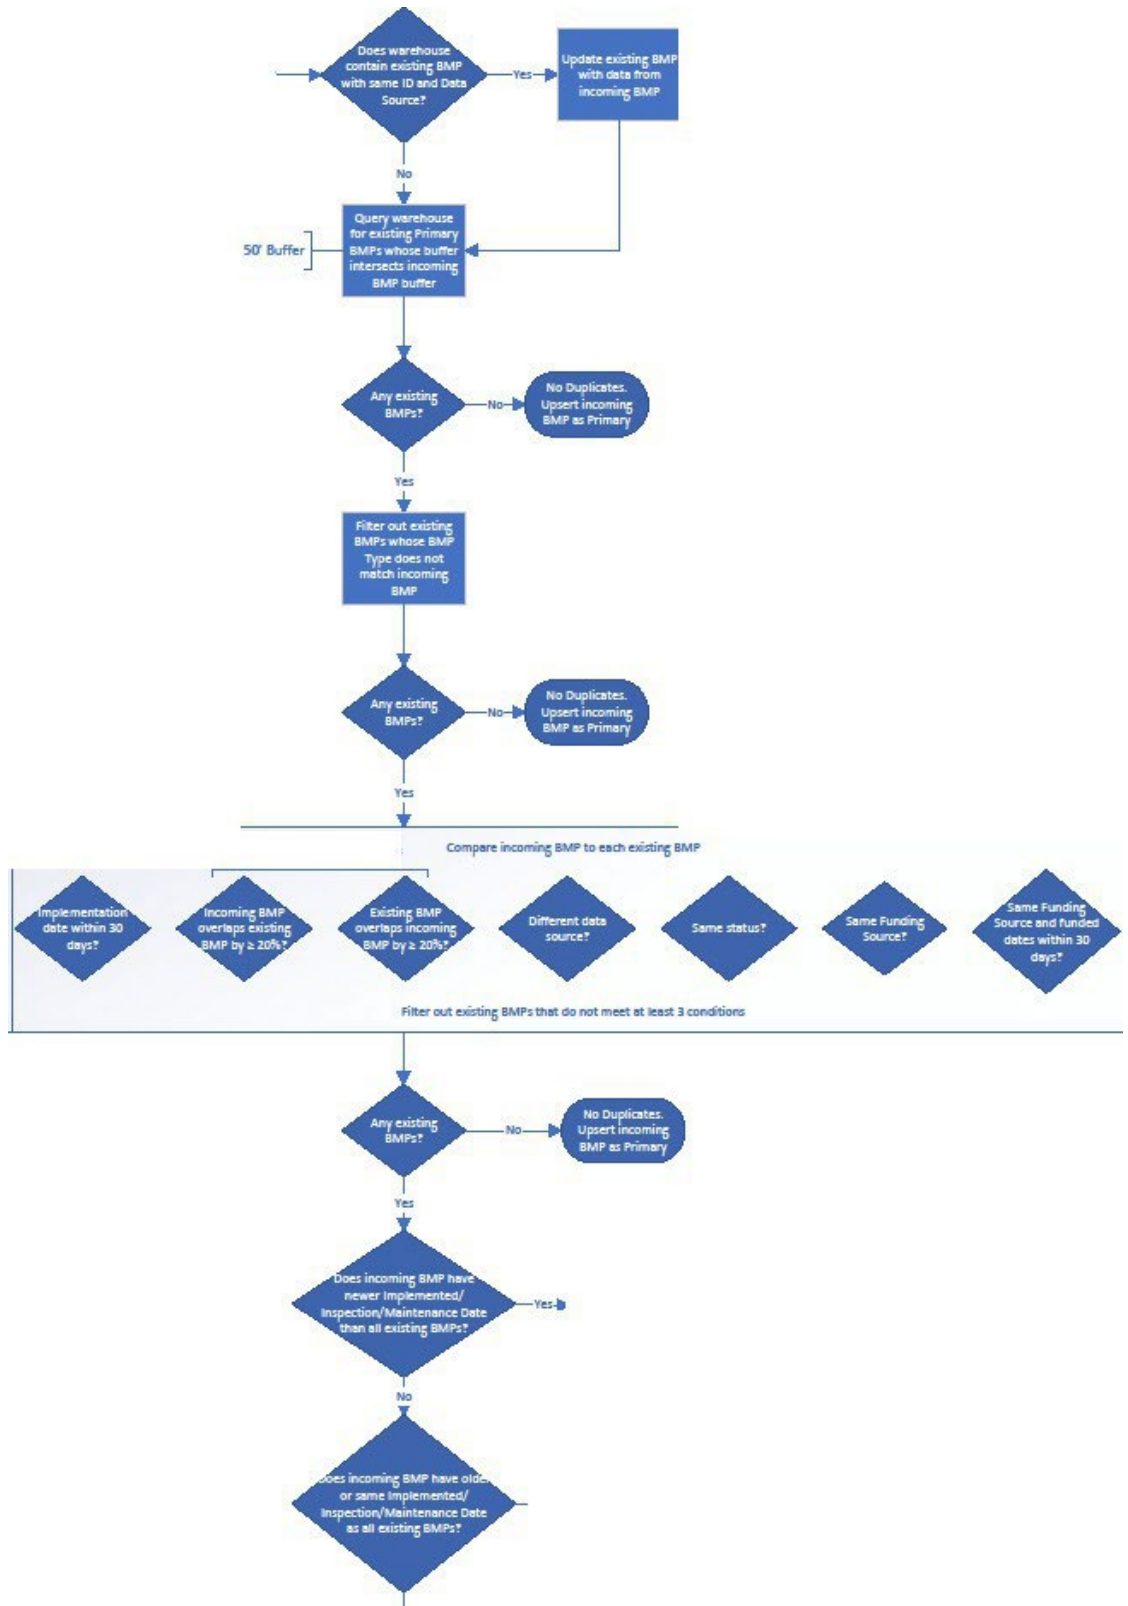 Does warehouse
contain existing BMP
with same ID and Data
Source?
Yes
Update existing BMP
with data from
incoming BMP
No
50' Buffer
Query warehouse
for existing Primary
BMPs whose buffer
intersects incoming
BMP buffer
Any existing
BMPs?
No
No Duplicates.
Upsert incoming
BMP as Primary
Yes
Filter out existing
BMPs whose BMP
Type does not
match incoming
BMP
Any existing
BMPs?
No
No Duplicates.
Upsert incoming
BMP as Primary
Yes
Compare incoming BMP to each existing BMP
Implementation
date within 30
days?
Incoming BMP
overlaps existing
BMP by ≥ 20%?
Existing BMP
overlaps incoming
BMP by ≥ 20%?
Different data
source?
Same status?
Same Funding
Source?
Same Funding
Source and funded
dates within 30
days?
Filter out existing BMPs that do not meet at least 3 conditions
Any existing
BMPs?
No
No Duplicates.
Upsert incoming
BMP as Primary
Yes
Does incoming BMP have
newer Implemented/
Inspection/Maintenance Date
than all existing BMPs?
Yes
No
Does incoming BMP have older
or same Implemented/
Inspection/Maintenance Date
as all existing BMPs?